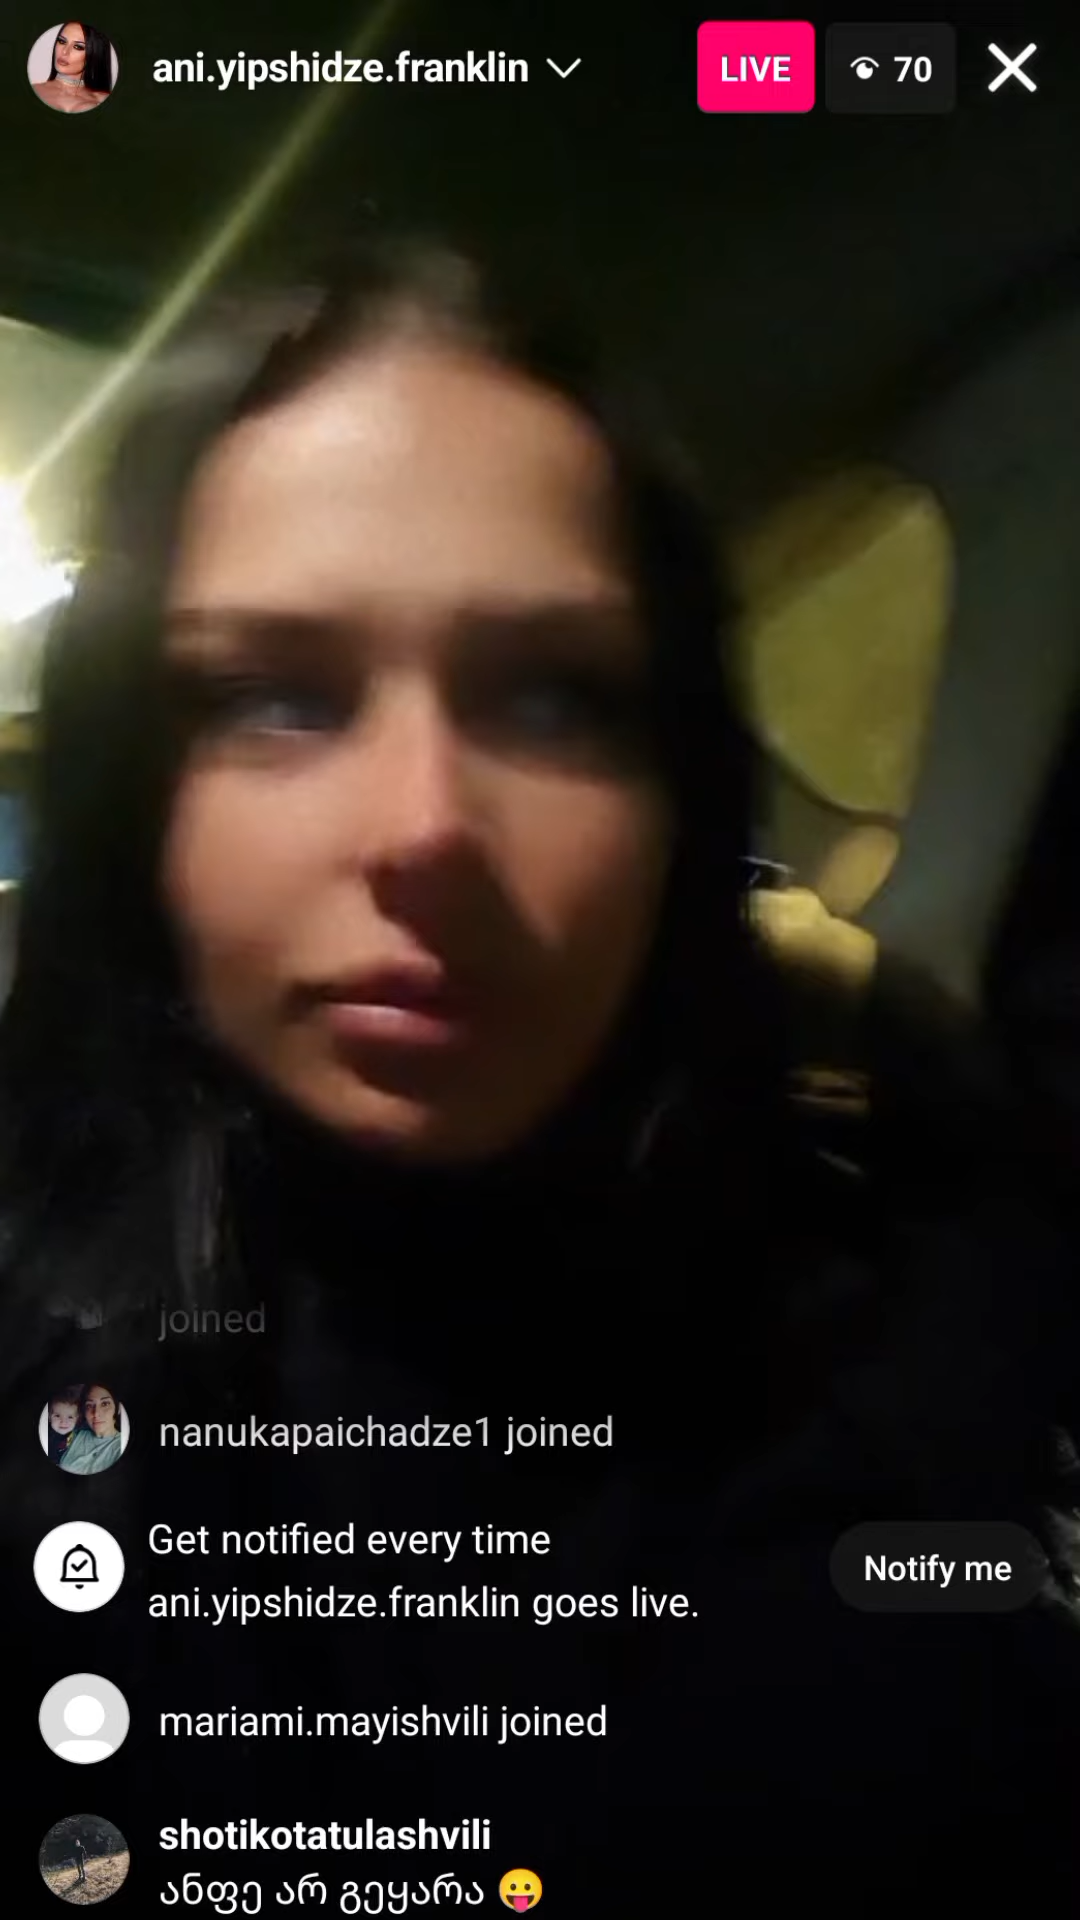 ani.yipshidze.franklin
LIVE
70
joined
nanukapaichadze1 joined
Get notified every time
ani.yipshidze.franklin goes live.
Notify me
mariami.mayishvili joined
shotikotatulashvili
ანფე არ გეყარა 😛